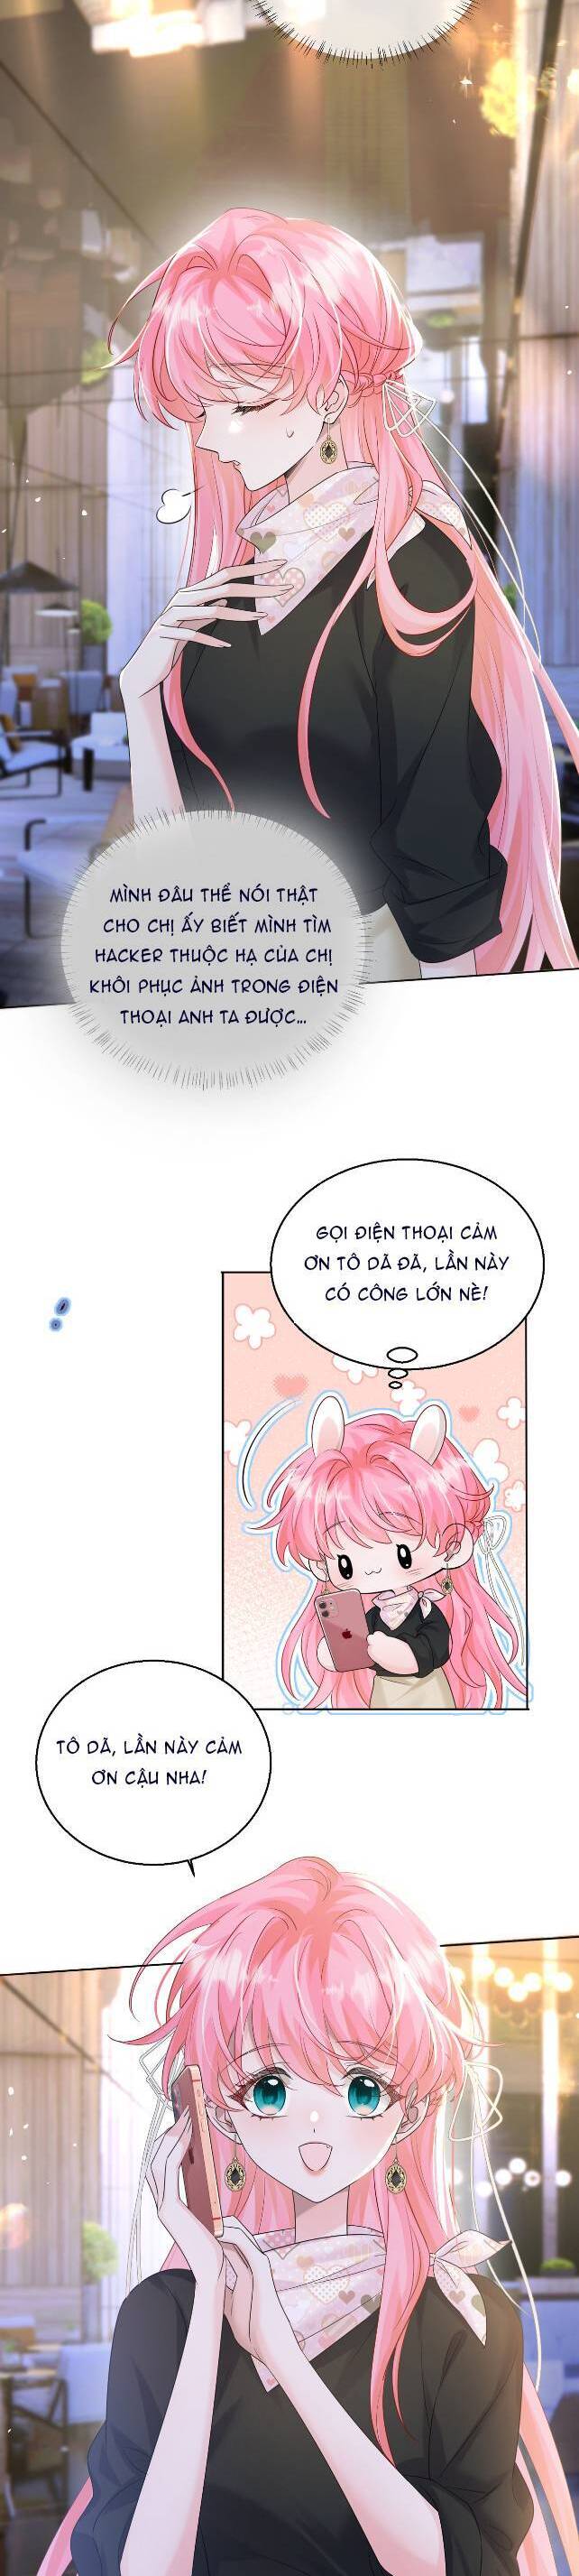 MÌNH ĐÂU THỂ NÓI THẬT
CHO CHỊ ẤY BIẾT MÌNH TÌM
HACKER THUỘC HẠ CỦA CHỊ
KHÔI PHỤC ẢNH TRONG ĐIỆN
THOẠI ANH TA ĐƯỢC...
GỌI ĐIỆN THOẠI CẢM
ƠN TÔ DÃ ĐÃ, LẦN NÀY
CÓ CÔNG LỚN NÈ!
TÔ DÃ, LẦN NÀY CẢM
ƠN CẬU NHA!